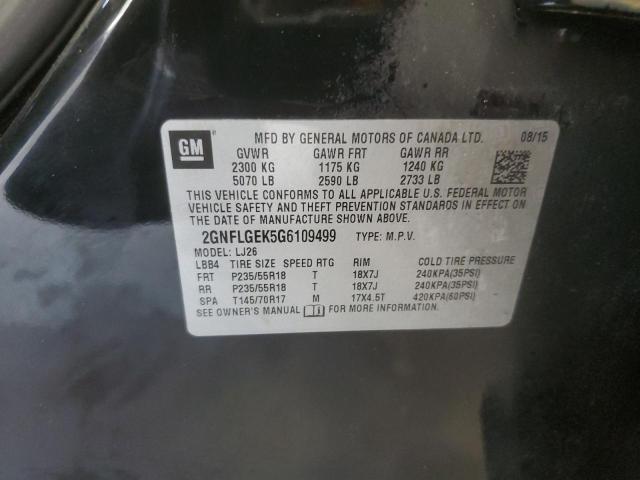 GM
MFD BY GENERAL MOTORS OF CANADA LTD. 08/15
GVWR GAWR FRT GAWR RR
2300 KG 1175 KG 1240 KG
5070 LB 2590 LB 2733 LB
THIS VEHICLE CONFORMS TO ALL APPLICABLE U.S. FEDERAL MOTOR
VEHICLE SAFETY AND THEFT PREVENTION STANDARDS IN EFFECT ON
THE DATE OF MANUFACTURE SHOWN ABOVE.
2GNFLGEK5G6109499 TYPE: M.P.V.
MODEL: LJ26
LBB4 TIRE SIZE SPEED RTG RIM COLD TIRE PRESSURE
FRT P235/55R18 T 18X7J 240KPA(35PSI)
RR P235/55R18 T 18X7J 240KPA(35PSI)
SPA T145/70R17 M 17X4.5T 420KPA(60PSI)
SEE OWNER'S MANUAL FOR MORE INFORMATION.